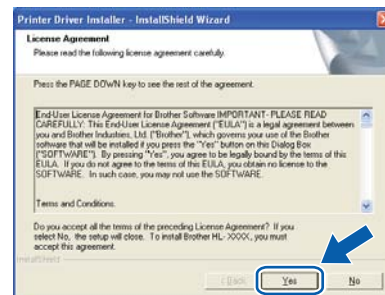 Printer Driver Installer - InstallShield Wizard
License Agreement
Please read the following license agreement carefully.
Press the PAGE DOWN key to see the rest of the agreement.
End-User License Agreement for Brother Software IMPORTANT- PLEASE READ
CAREFULLY: This End-User License Agreement ("EULA") is a legal agreement between
you and Brother Industries, Ltd. ("Brother"), which governs your use of the Brother
software that will be installed if you press the "Yes" button on this Dialog Box
("SOFTWARE"). By pressing "Yes", you agree to be legally bound by the terms of this
EULA. If you do not agree to the terms of this EULA, you obtain no license to the
SOFTWARE. In such case, you may not use the SOFTWARE.
Terms and Conditions.
Do you accept all the terms of the preceding License Agreement? If you
select No, the setup will close. To install Brother HL- XXXX, you must
accept this agreement.
InstallShield
< Back
Yes
No